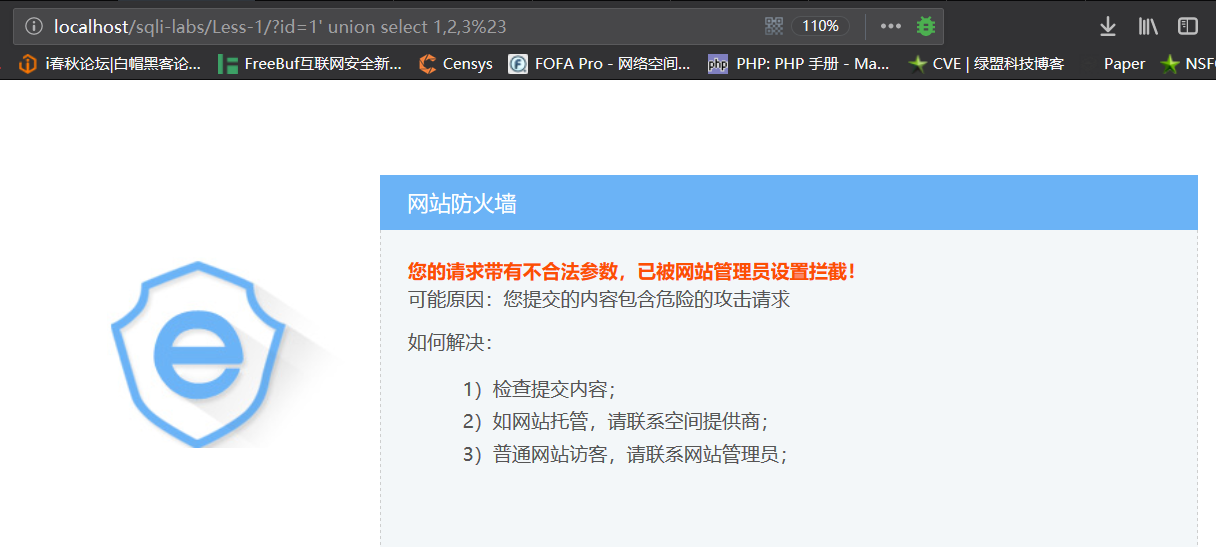 localhost/sqli-labs/Less-1/?id=1' union select 1,2,3%23 110%
i春秋论坛|白帽黑客论... FreeBuf互联网安全新... Censys FOFA Pro - 网络空间... php PHP: PHP 手册 - Ma... CVE | 绿盟科技博客 Paper NSF
网站防火墙
您的请求带有不合法参数，已被网站管理员设置拦截！
可能原因：您提交的内容包含危险的攻击请求
如何解决：
1）检查提交内容；
2）如网站托管，请联系空间提供商；
3）普通网站访客，请联系网站管理员；